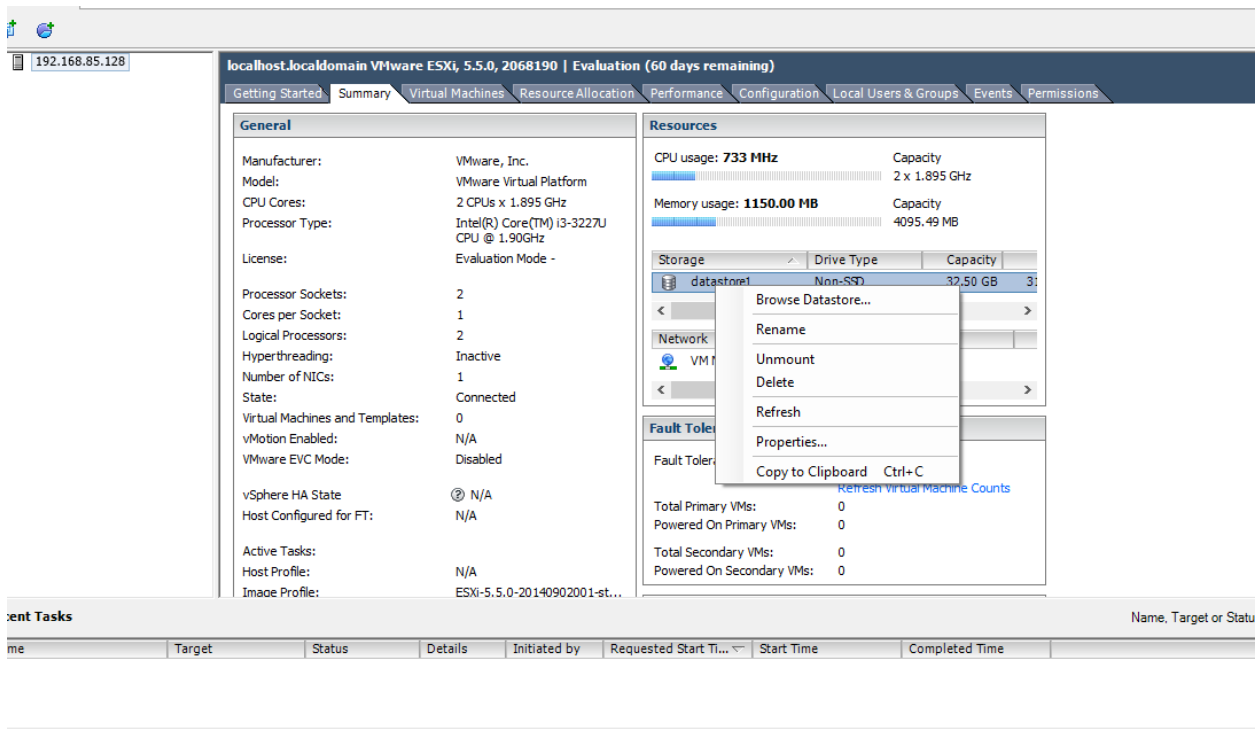 192.168.85.128
localhost.localdomain VMware ESXi, 5.5.0, 2068190 | Evaluation (60 days remaining)
Getting Started Summary Virtual Machines Resource Allocation Performance Configuration Local Users & Groups Events Permissions
General
Manufacturer: VMware, Inc.
Model: VMware Virtual Platform
CPU Cores: 2 CPUs x 1.895 GHz
Processor Type: Intel(R) Core(TM) i3-3227U
CPU @ 1.90GHz
License: Evaluation Mode -
Processor Sockets: 2
Cores per Socket: 1
Logical Processors: 2
Hyperthreading: Inactive
Number of NICs: 1
State: Connected
Virtual Machines and Templates: 0
vMotion Enabled: N/A
VMware EVC Mode: Disabled
vSphere HA State N/A
Host Configured for FT: N/A
Active Tasks:
Host Profile: N/A
Image Profile: ESXi-5.5.0-20140902001-st...
Resources
CPU usage: 733 MHz Capacity
2 x 1.895 GHz
Memory usage: 1150.00 MB Capacity
4095.49 MB
Storage Drive Type Capacity
datastore1 Non-SSD 32.50 GB 31
Network
VM N
Fault Toler
Fault Tolera
Browse Datastore...
Rename
Unmount
Delete
Refresh
Properties...
Copy to Clipboard Ctrl+C
Refresh Virtual Machine Counts
Total Primary VMs: 0
Powered On Primary VMs: 0
Total Secondary VMs: 0
Powered On Secondary VMs: 0
cent Tasks Name, Target or Statu
me Target Status Details Initiated by Requested Start Ti... Start Time Completed Time